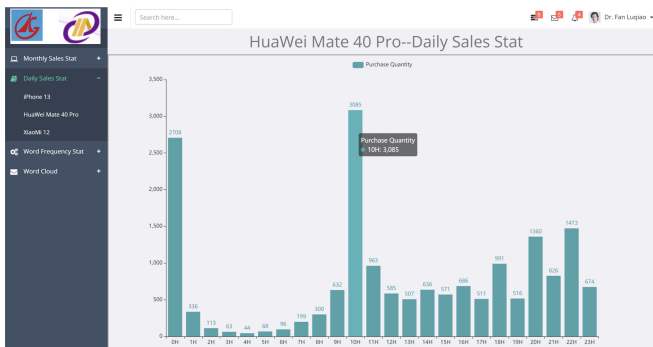 Search here...
Dr. Fan Luqiao
Monthly Sales Stat +
Daily Sales Stat −
iPhone 13
HuaWei Mate 40 Pro
XiaoMi 12
Word Frequency Stat +
Word Cloud +
HuaWei Mate 40 Pro--Daily Sales Stat
Purchase Quantity
3,500
3,000
2,500
2,000
1,500
1,000
500
0
2708
336
113
63
44
68
96
199
300
632
3085
963
585
507
636
571
686
511
991
516
1360
826
1473
674
Purchase Quantity
10H: 3,085
0H 1H 2H 3H 4H 5H 6H 7H 8H 9H 10H 11H 12H 13H 14H 15H 16H 17H 18H 19H 20H 21H 22H 23H